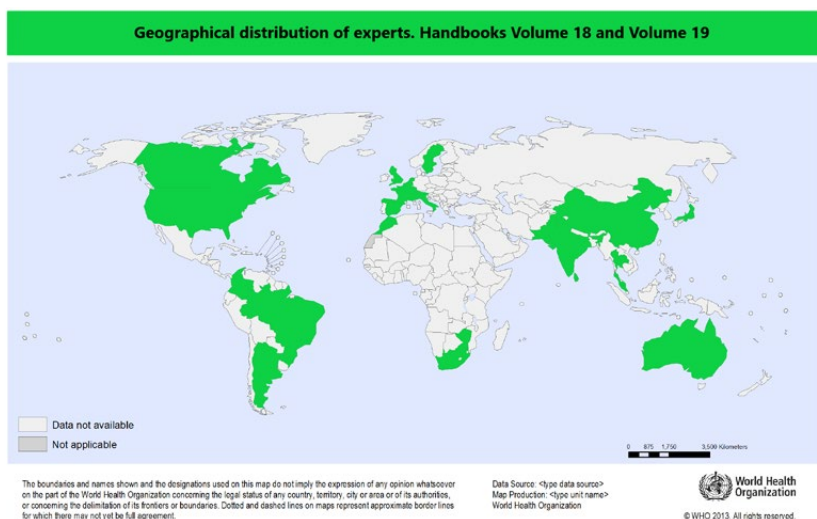 Geographical distribution of experts. Handbooks Volume 18 and Volume 19
Data not available
Not applicable
0 875 1,750 3,500 Kilometers
The boundaries and names shown and the designations used on this map do not imply the expression of any opinion whatsoever
on the part of the World Health Organization concerning the legal status of any country, territory, city or area or of its authorities,
or concerning the delimitation of its frontiers or boundaries. Dotted and dashed lines on maps represent approximate border lines
for which there may not yet be full agreement.
Data Source: <type data source>
Map Production: <type unit name>
World Health Organization
World Health
Organization
© WHO 2013. All rights reserved.